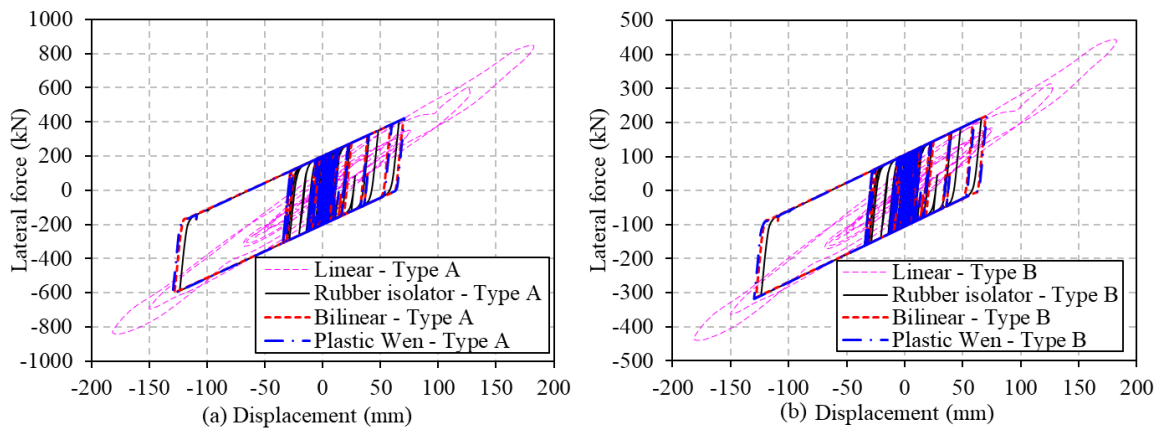 1000
800
600
400
200
0
-200
-400
-600
-800
-1000
Lateral force (kN)
-200 -150 -100 -50 0 50 100 150 200
(a) Displacement (mm)
Linear - Type A
Rubber isolator - Type A
Bilinear - Type A
Plastic Wen - Type A
500
400
300
200
100
0
-100
-200
-300
-400
-500
Lateral force (kN)
-200 -150 -100 -50 0 50 100 150 200
(b) Displacement (mm)
Linear - Type B
Rubber isolator - Type B
Bilinear - Type B
Plastic Wen - Type B